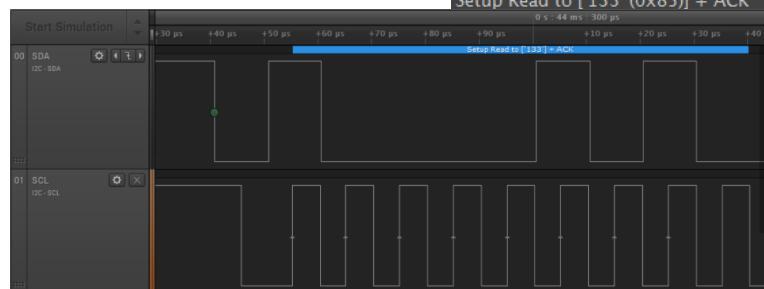 Setup Read to ['133' (0x85)] + ACK
Start Simulation
0 s : 44 ms : 300 µs
+30 µs +40 µs +50 µs +60 µs +70 µs +80 µs +90 µs +10 µs +20 µs +30 µs +40
00 SDA
I2C - SDA
Setup Read to ['133'] + ACK
01 SCL
I2C - SCL